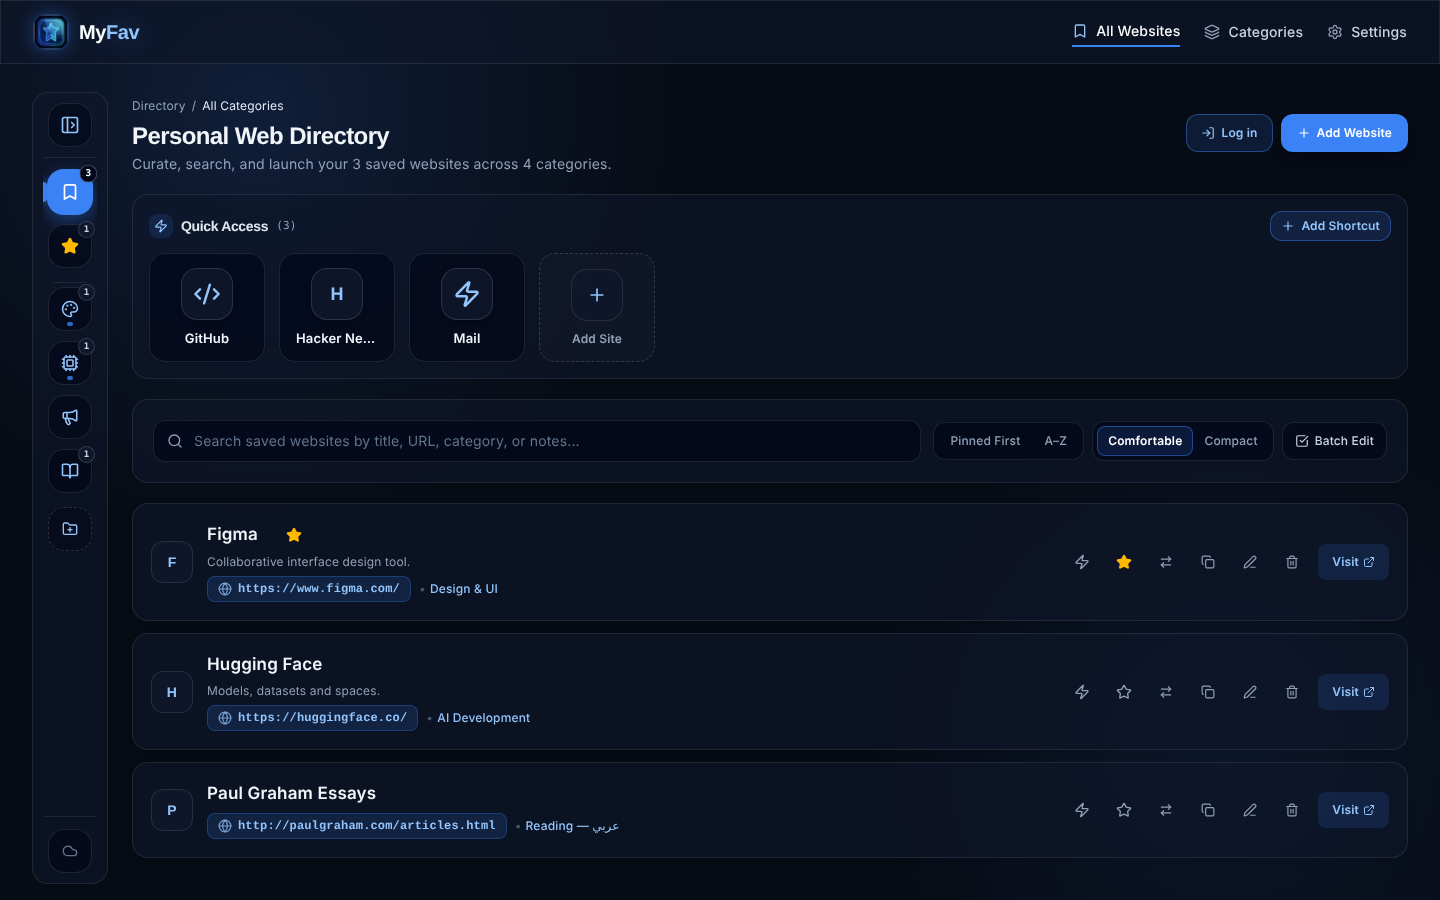 MyFav
All Websites
Categories
Settings
Directory / All Categories
Personal Web Directory
Curate, search, and launch your 3 saved websites across 4 categories.
Log in
Add Website
3
1
1
1
1
Quick Access (3)
Add Shortcut
GitHub
H
Hacker Ne...
Mail
Add Site
Search saved websites by title, URL, category, or notes...
Pinned First
A–Z
Comfortable
Compact
Batch Edit
F
Figma
Collaborative interface design tool.
https://www.figma.com/ • Design & UI
Visit
H
Hugging Face
Models, datasets and spaces.
https://huggingface.co/ • AI Development
Visit
P
Paul Graham Essays
http://paulgraham.com/articles.html • Reading — عربي
Visit